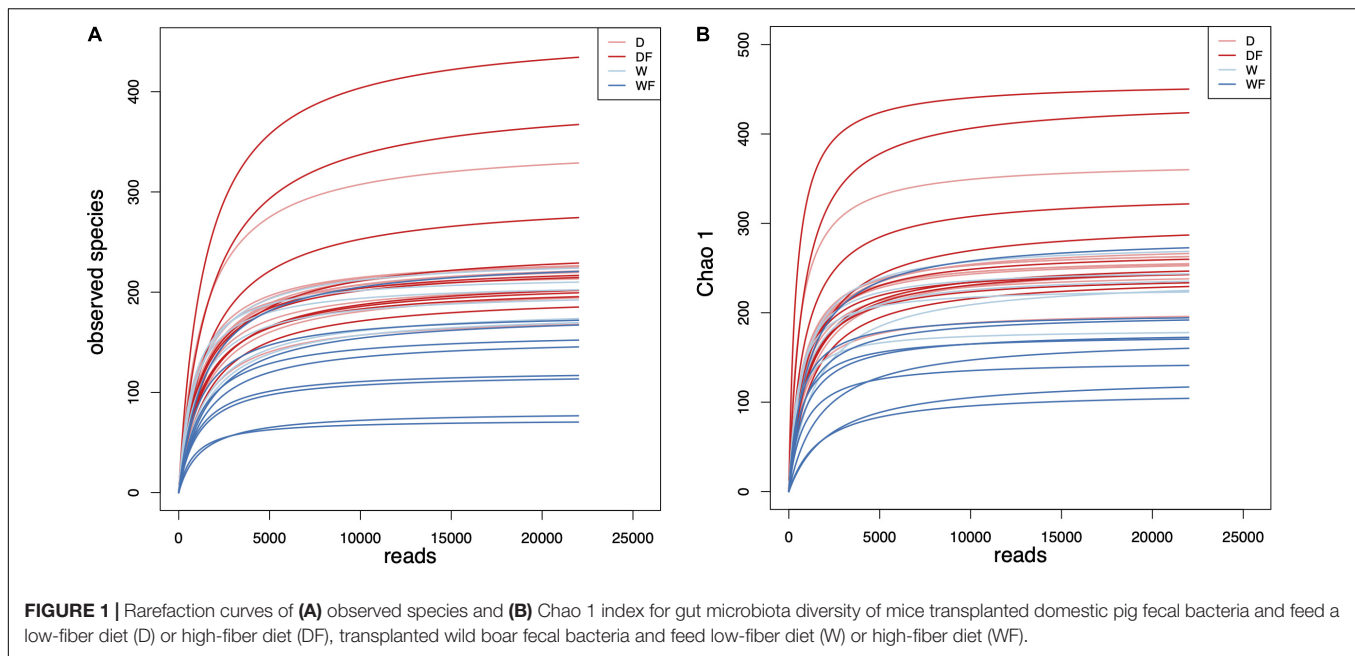 A
observed species
400
300
200
100
0
D
DF
W
WF
0 5000 10000 15000 20000 25000
reads
B
Chao 1
500
400
300
200
100
0
D
DF
W
WF
0 5000 10000 15000 20000 25000
reads
FIGURE 1 | Rarefaction curves of (A) observed species and (B) Chao 1 index for gut microbiota diversity of mice transplanted domestic pig fecal bacteria and feed a
low-fiber diet (D) or high-fiber diet (DF), transplanted wild boar fecal bacteria and feed low-fiber diet (W) or high-fiber diet (WF).